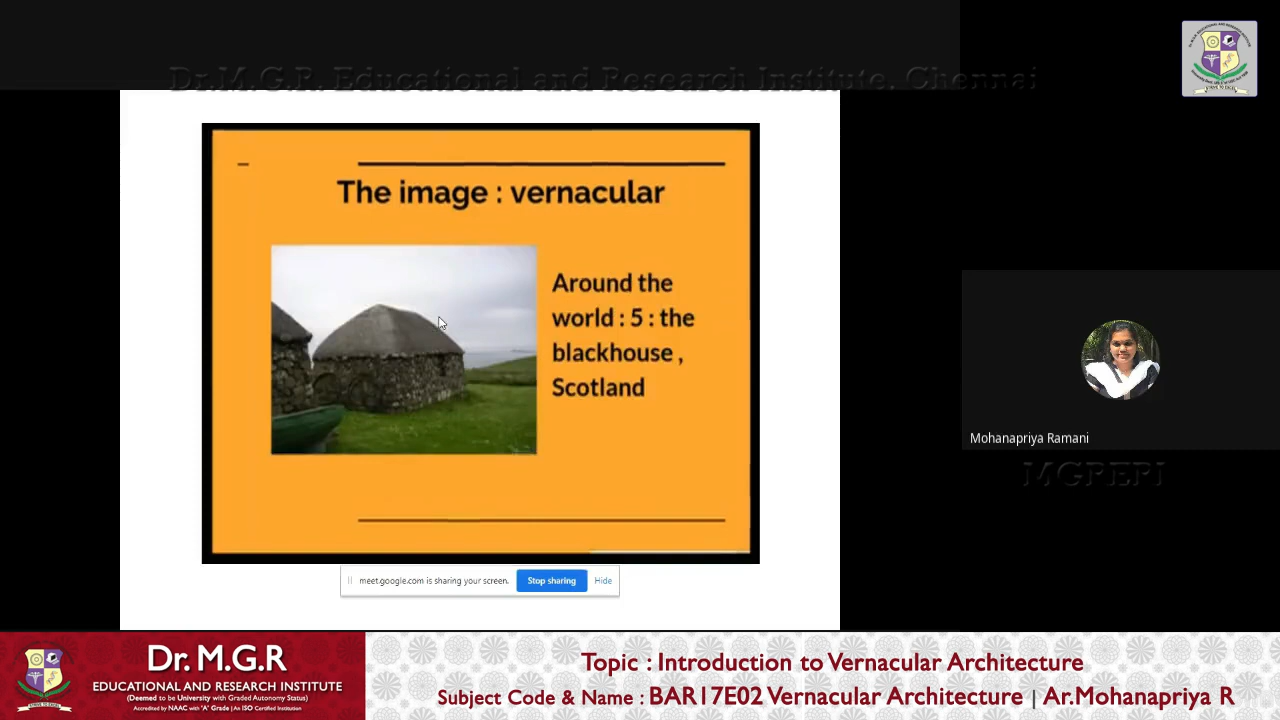 Dr.M.G.R. Educational and Research Institute, Chennai
The image : vernacular
Around the
world : 5 : the
blackhouse ,
Scotland
Mohanapriya Ramani
MGRERI
meet.google.com is sharing your screen.
Stop sharing
Hide
Dr. M.G.R
EDUCATIONAL AND RESEARCH INSTITUTE
(Deemed to be University with Graded Autonomy Status)
Accredited by NAAC with 'A' Grade | An ISO Certified Institution
Topic : Introduction to Vernacular Architecture
Subject Code & Name : BAR17E02 Vernacular Architecture | Ar.Mohanapriya R